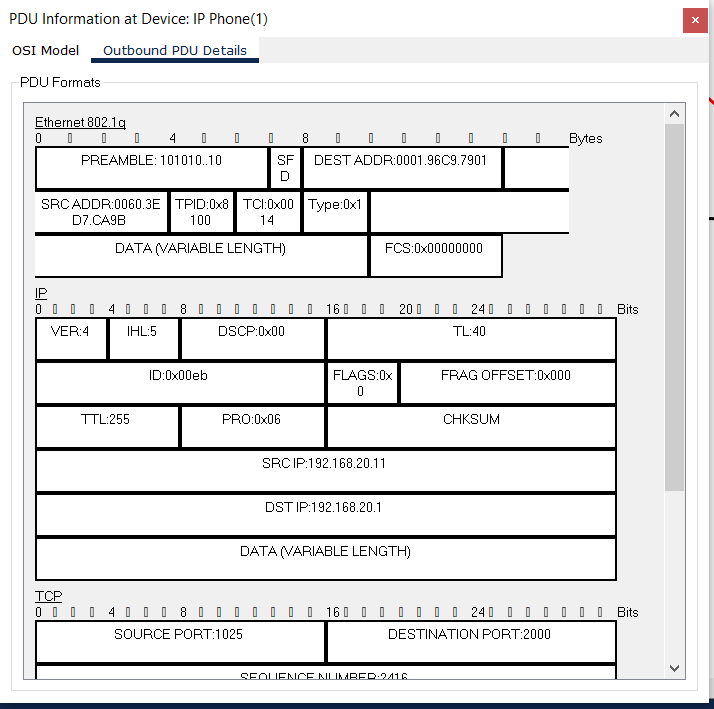 PDU Information at Device: IP Phone(1)
×
OSI Model Outbound PDU Details
PDU Formats
Ethernet 802.1q
0 4 8 Bytes
PREAMBLE: 101010..10 SF DEST ADDR:0001.96C9.7901
D
SRC ADDR:0060.3E TPID:0x8 TCI:0x00 Type:0x1
D7.CA9B 100 14
DATA (VARIABLE LENGTH) FCS:0x00000000
IP
0 4 8 16 20 24 Bits
VER:4 IHL:5 DSCP:0x00 TL:40
ID:0x00eb FLAGS:0x FRAG OFFSET:0x000
0
TTL:255 PRO:0x06 CHKSUM
SRC IP:192.168.20.11
DST IP:192.168.20.1
DATA (VARIABLE LENGTH)
TCP
0 4 8 16 24 Bits
SOURCE PORT:1025 DESTINATION PORT:2000
SEQUENCE NUMBER:2416